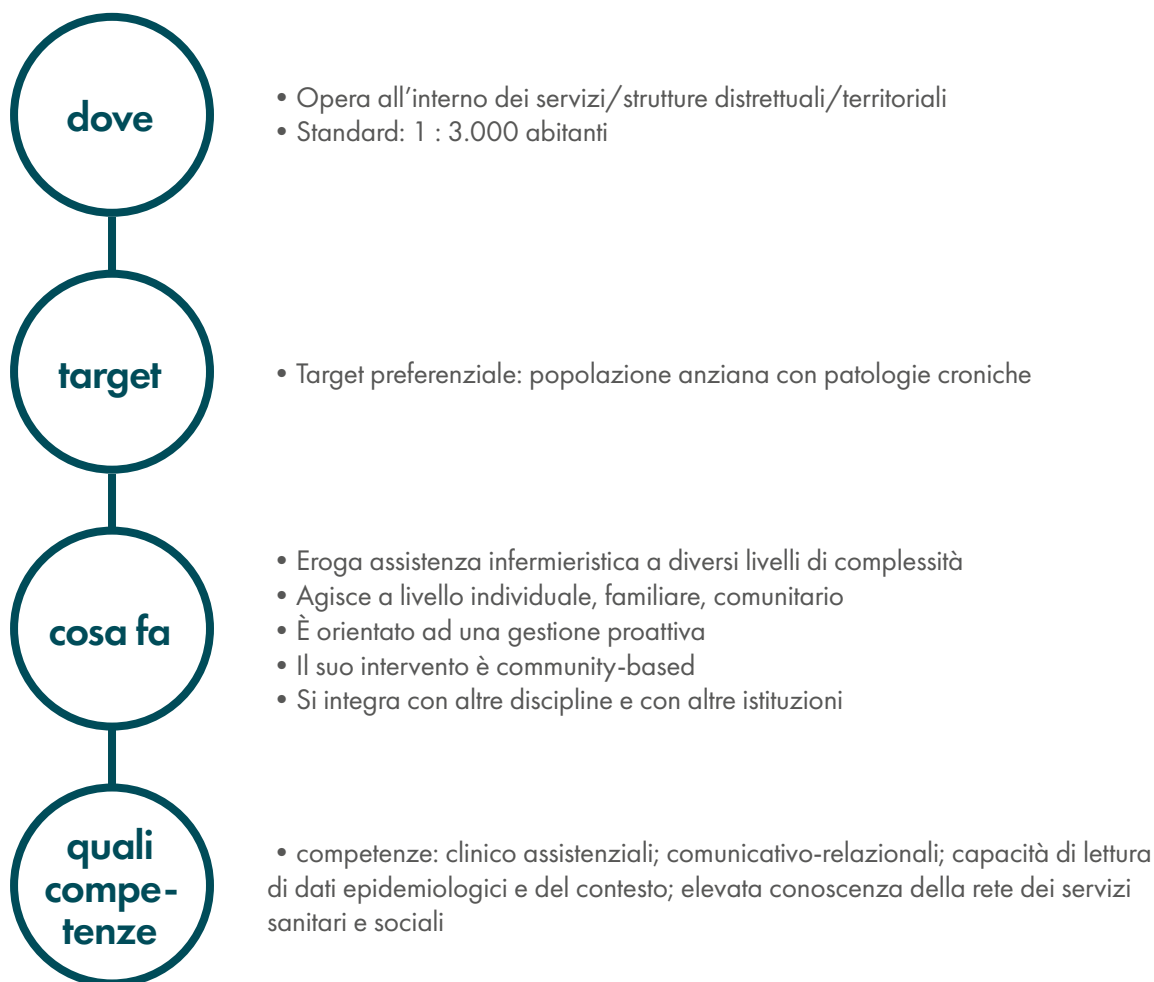 dove
• Opera all’interno dei servizi/strutture distrettuali/territoriali
• Standard: 1 : 3.000 abitanti
target
• Target preferenziale: popolazione anziana con patologie croniche
cosa fa
• Eroga assistenza infermieristica a diversi livelli di complessità
• Agisce a livello individuale, familiare, comunitario
• È orientato ad una gestione proattiva
• Il suo intervento è community-based
• Si integra con altre discipline e con altre istituzioni
quali
compe-
tenze
• competenze: clinico assistenziali; comunicativo-relazionali; capacità di lettura
di dati epidemiologici e del contesto; elevata conoscenza della rete dei servizi
sanitari e sociali